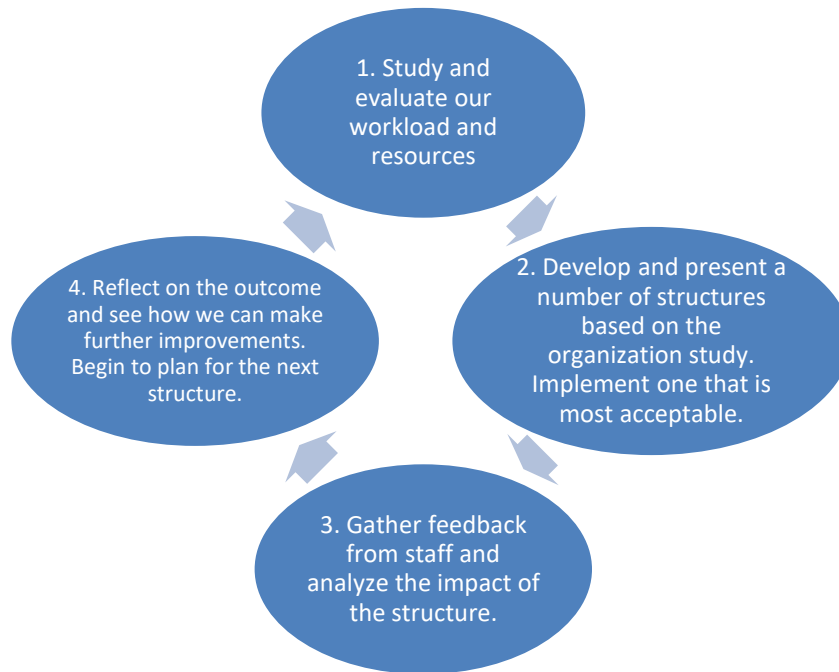 1. Study and
evaluate our
workload and
resources
2. Develop and present a
number of structures
based on the
organization study.
Implement one that is
most acceptable.
3. Gather feedback
from staff and
analyze the impact of
the structure.
4. Reflect on the outcome
and see how we can make
further improvements.
Begin to plan for the next
structure.